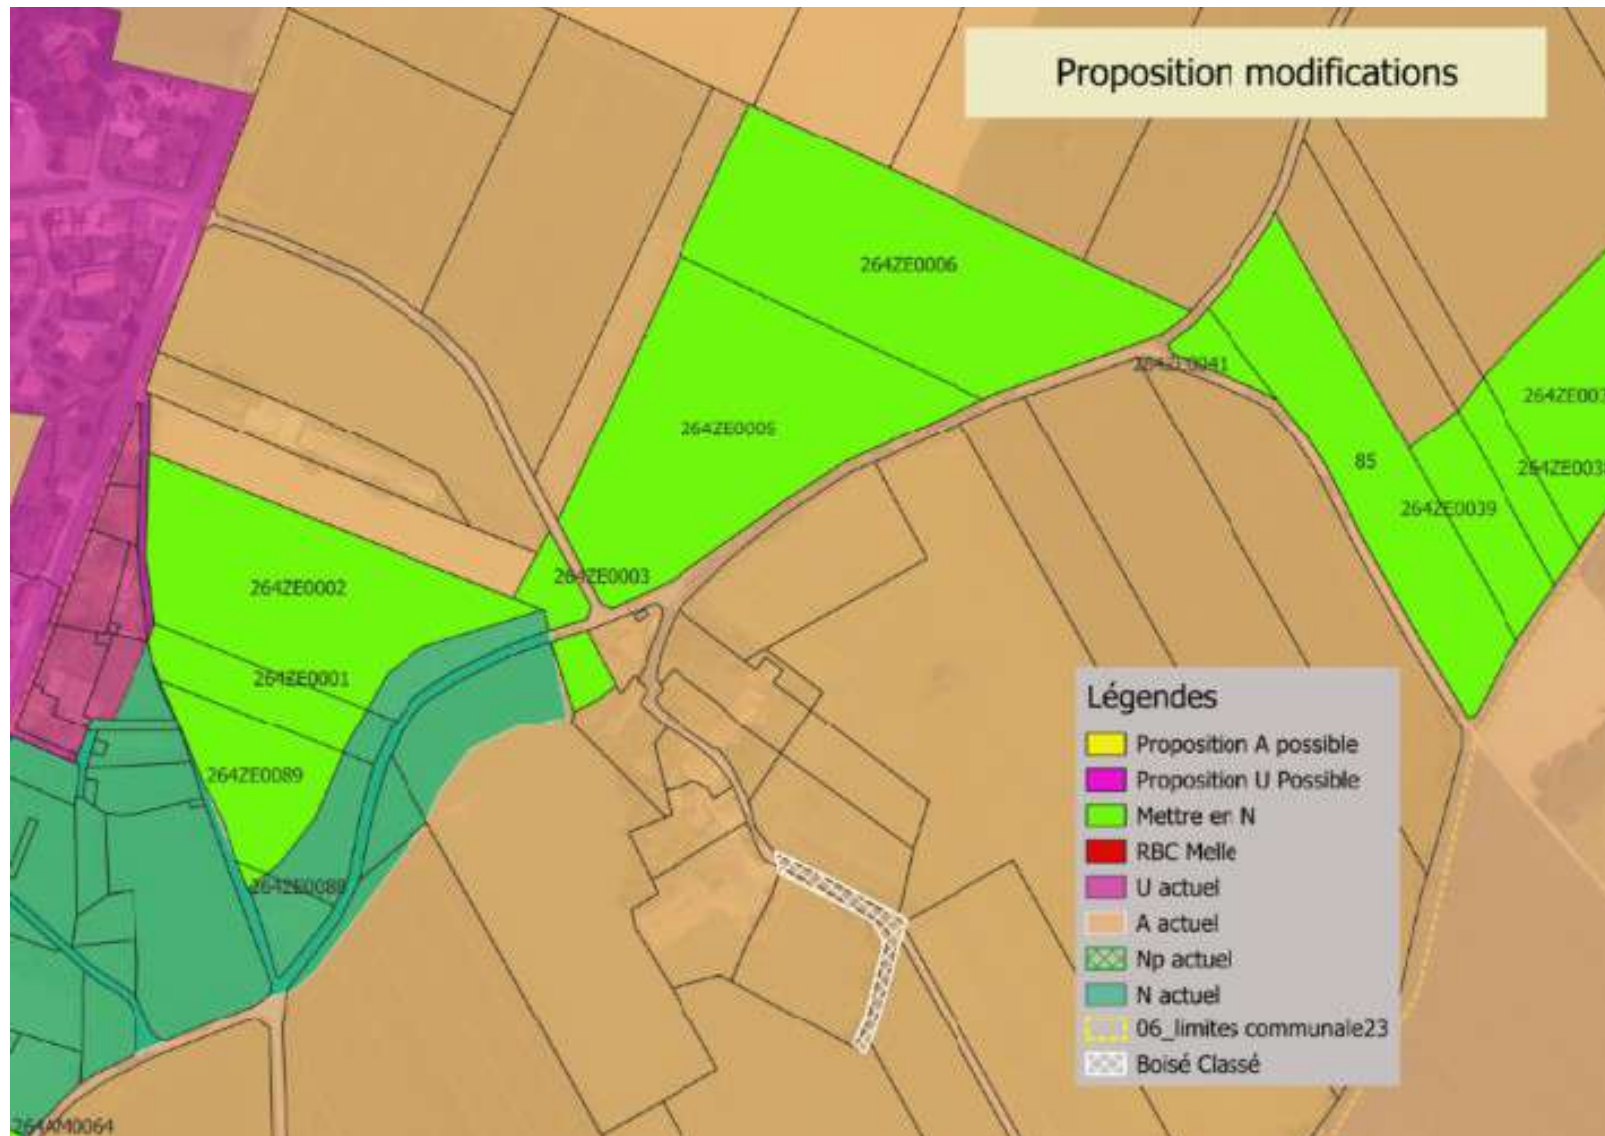 Proposition modifications
264ZE0006
264ZE0005
264ZE0003
85
264ZE0039
264ZE0002
264ZE0001
264ZE0089
264ZE0088
264AM0064
Légendes
Proposition A possible
Proposition U Possible
Mettre en N
RBC Melle
U actuel
A actuel
Np actuel
N actuel
06_limites communale23
Boisé Classé